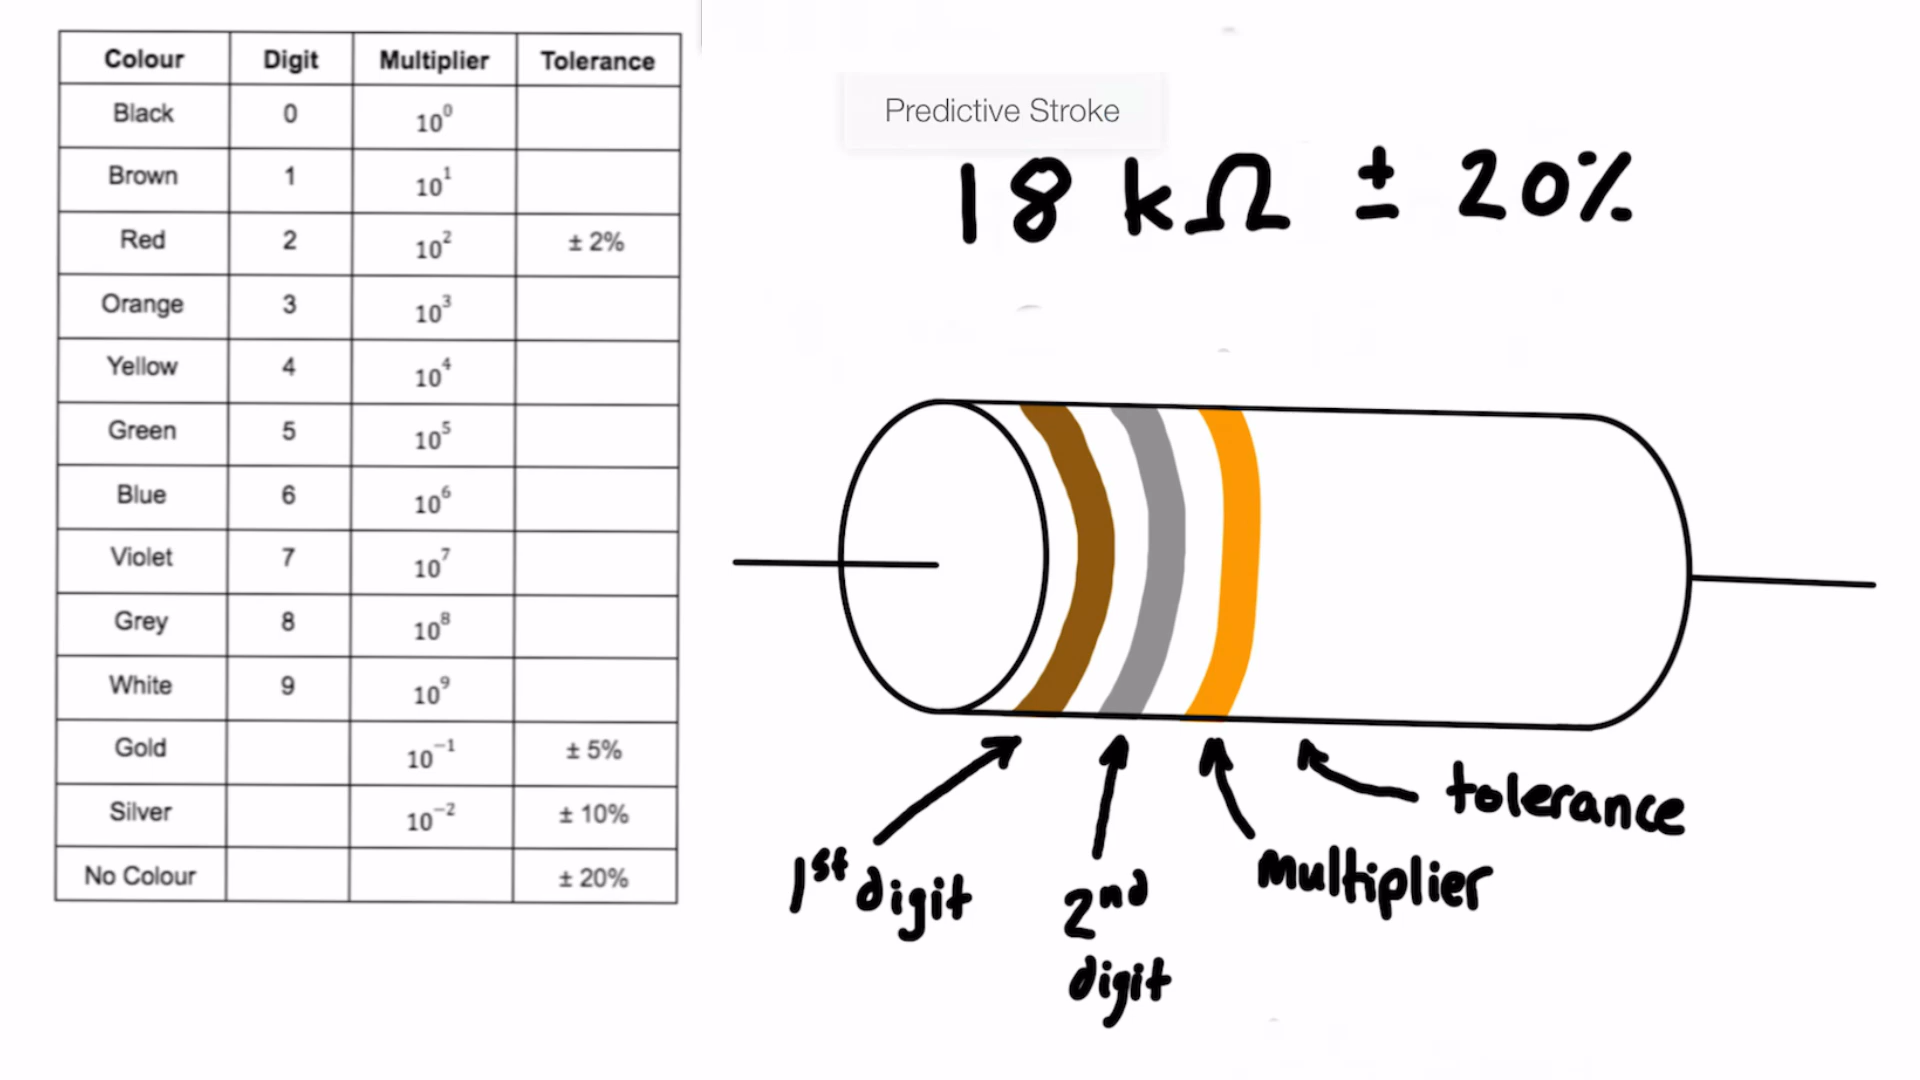 Colour Digit Multiplier Tolerance
Black 0 10⁰
Brown 1 10¹
Red 2 10² ± 2%
Orange 3 10³
Yellow 4 10⁴
Green 5 10⁵
Blue 6 10⁶
Violet 7 10⁷
Grey 8 10⁸
White 9 10⁹
Gold 10⁻¹ ± 5%
Silver 10⁻² ± 10%
No Colour ± 20%
Predictive Stroke
18 kΩ ± 20%
1ˢᵗ digit
2ⁿᵈ
digit
multiplier
tolerance